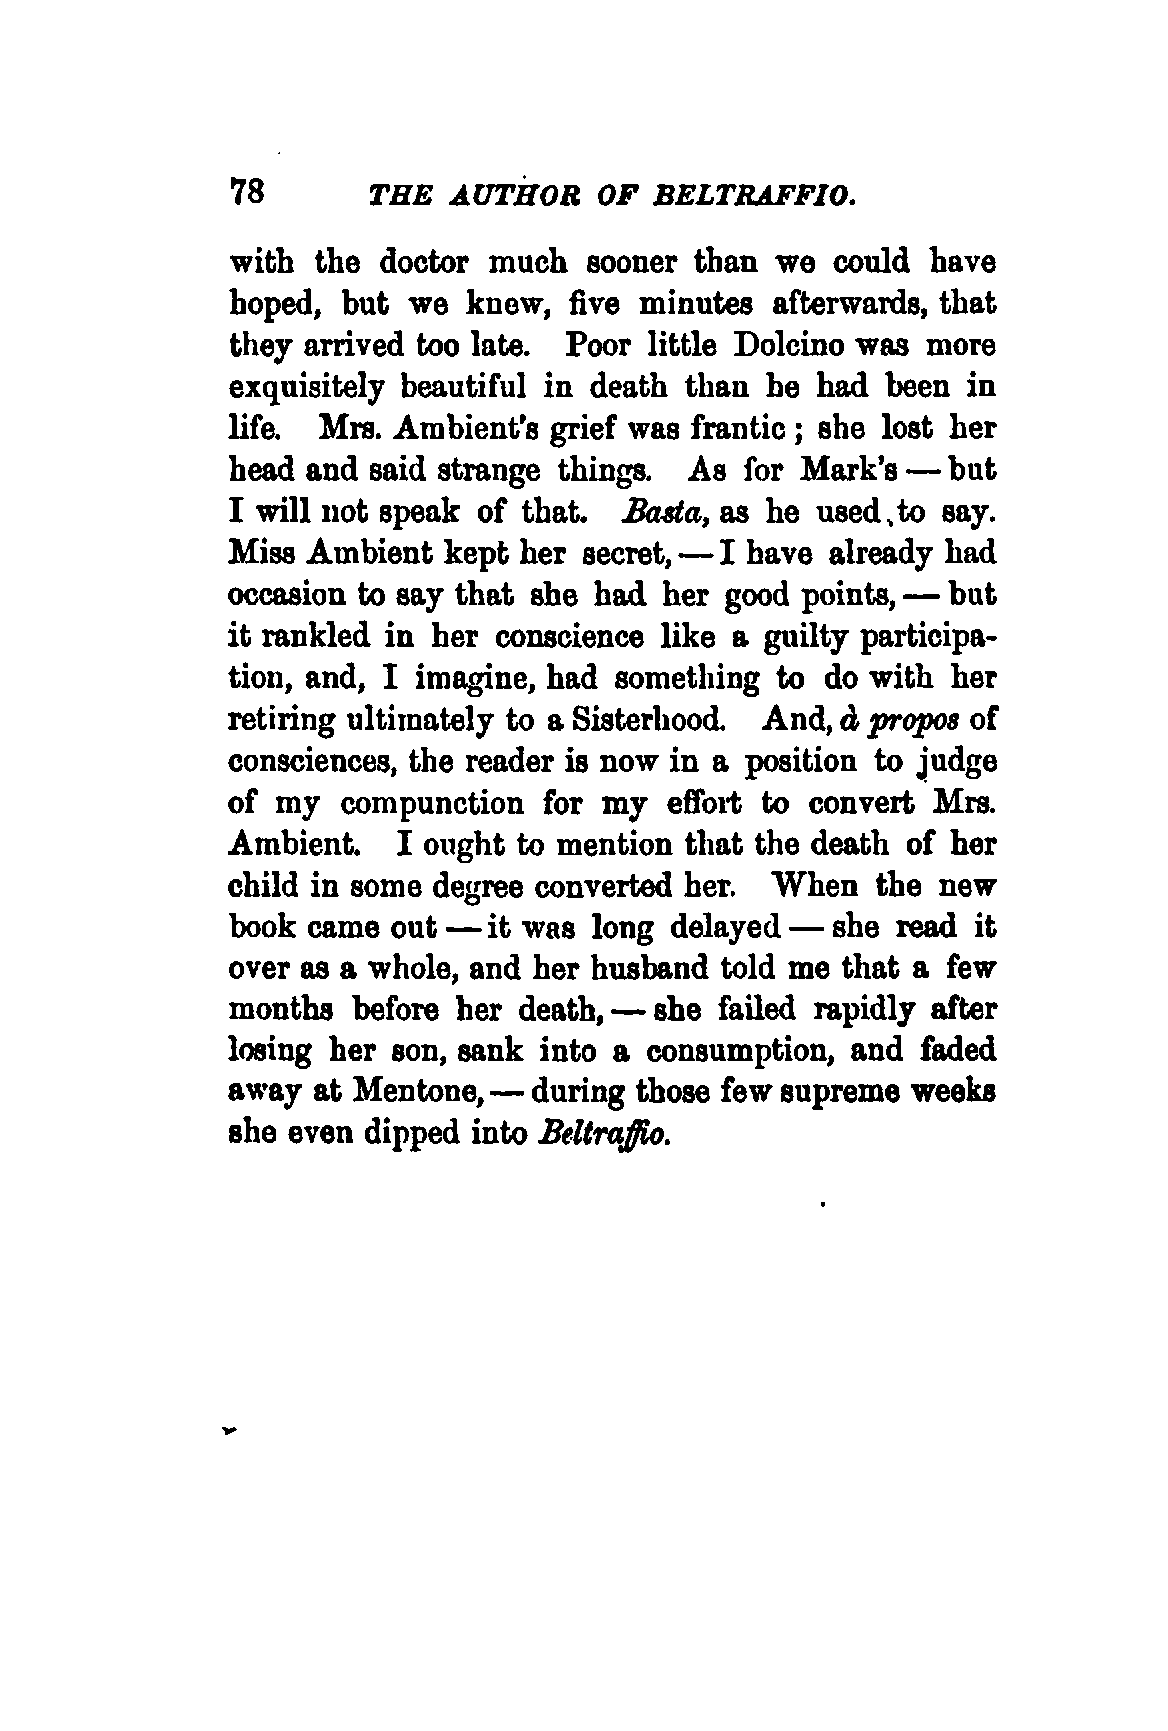 78 THE AUTHOR OF BELTRAFFIO.
with the doctor much sooner than we could have
hoped, but we knew, five minutes afterwards, that
they arrived too late. Poor little Dolcino was more
exquisitely beautiful in death than he had been in
life. Mrs. Ambient's grief was frantic; she lost her
head and said strange things. As for Mark's — but
I will not speak of that. Basta, as he used to say.
Miss Ambient kept her secret, — I have already had
occasion to say that she had her good points, — but
it rankled in her conscience like a guilty participa-
tion, and, I imagine, had something to do with her
retiring ultimately to a Sisterhood. And, à propos of
consciences, the reader is now in a position to judge
of my compunction for my effort to convert Mrs.
Ambient. I ought to mention that the death of her
child in some degree converted her. When the new
book came out — it was long delayed — she read it
over as a whole, and her husband told me that a few
months before her death, — she failed rapidly after
losing her son, sank into a consumption, and faded
away at Mentone, — during those few supreme weeks
she even dipped into Beltraffio.